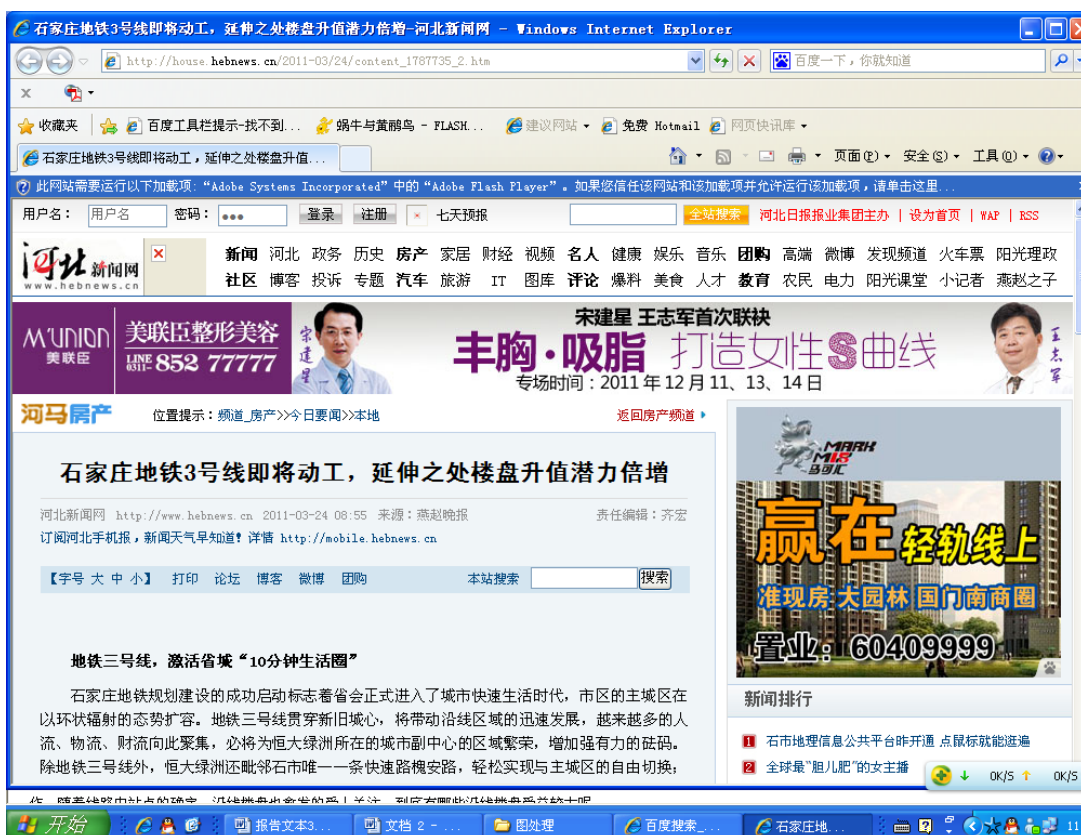 石家庄地铁3号线即将动工，延伸之处楼盘升值潜力倍增-河北新闻网 - Windows Internet Explorer
http://house.hebnews.cn/2011-03/24/content_1787735_2.htm
百度一下，你就知道
收藏夹 百度工具栏提示-找不到... 蜗牛与黄鹂鸟 - FLASH... 建议网站 免费 Hotmail 网页快讯库
石家庄地铁3号线即将动工，延伸之处楼盘升值... 页面(P) 安全(S) 工具(O)
此网站需要运行以下加载项: “Adobe Systems Incorporated”中的“Adobe Flash Player”。如果您信任该网站和该加载项并允许运行该加载项，请单击这里...
用户名： 用户名 密码： 登录 注册 七天预报 全站搜索 河北日报报业集团主办 | 设为首页 | WAP | RSS
河北新闻网
www.hebnews.cn
新闻 河北 政务 历史 房产 家居 财经 视频 名人 健康 娱乐 音乐 团购 高端 微博 发现频道 火车票 阳光理政
社区 博客 投诉 专题 汽车 旅游 IT 图库 评论 爆料 美食 人才 教育 农民 电力 阳光课堂 小记者 燕赵之子
M'UNION
美联臣
美联臣整形美容
LINE 0311- 852 77777
宋建星 王志军首次联袂
丰胸·吸脂 打造女性S曲线
专场时间：2011年12月11、13、14日
王志军
河马房产
位置提示：频道_房产>>今日要闻>>本地 返回房产频道
石家庄地铁3号线即将动工，延伸之处楼盘升值潜力倍增
河北新闻网 http://www.hebnews.cn 2011-03-24 08:55 来源：燕赵晚报 责任编辑：齐宏
订阅河北手机报，新闻天气早知道！详情 http://mobile.hebnews.cn
【字号 大 中 小】 打印 论坛 博客 微博 团购 本站搜索 搜索
地铁三号线，激活省城“10分钟生活圈”
石家庄地铁规划建设的成功启动标志着省会正式进入了城市快速生活时代，市区的主城区在
以环状辐射的态势扩容。地铁三号线贯穿新旧城心，将带动沿线区域的迅速发展，越来越多的人
流、物流、财流向此聚集，必将为恒大绿洲所在的城市副中心的区域繁荣，增加强有力的砝码。
除地铁三号线外，恒大绿洲还毗邻石市唯一一条快速路槐安路，轻松实现与主城区的自由切换；
MARK
MIS
马可汇
赢在轻轨线上
准现房 大园林 国门南商圈
置业：60409999
新闻排行
1 石市地理信息公共平台昨开通 点鼠标就能逛遍
2 全球最"胆儿肥"的女主播
0K/S 0K/S
开始 报告文本3... 文档 2 - ... 图处理 百度搜索_... 石家庄地... 11